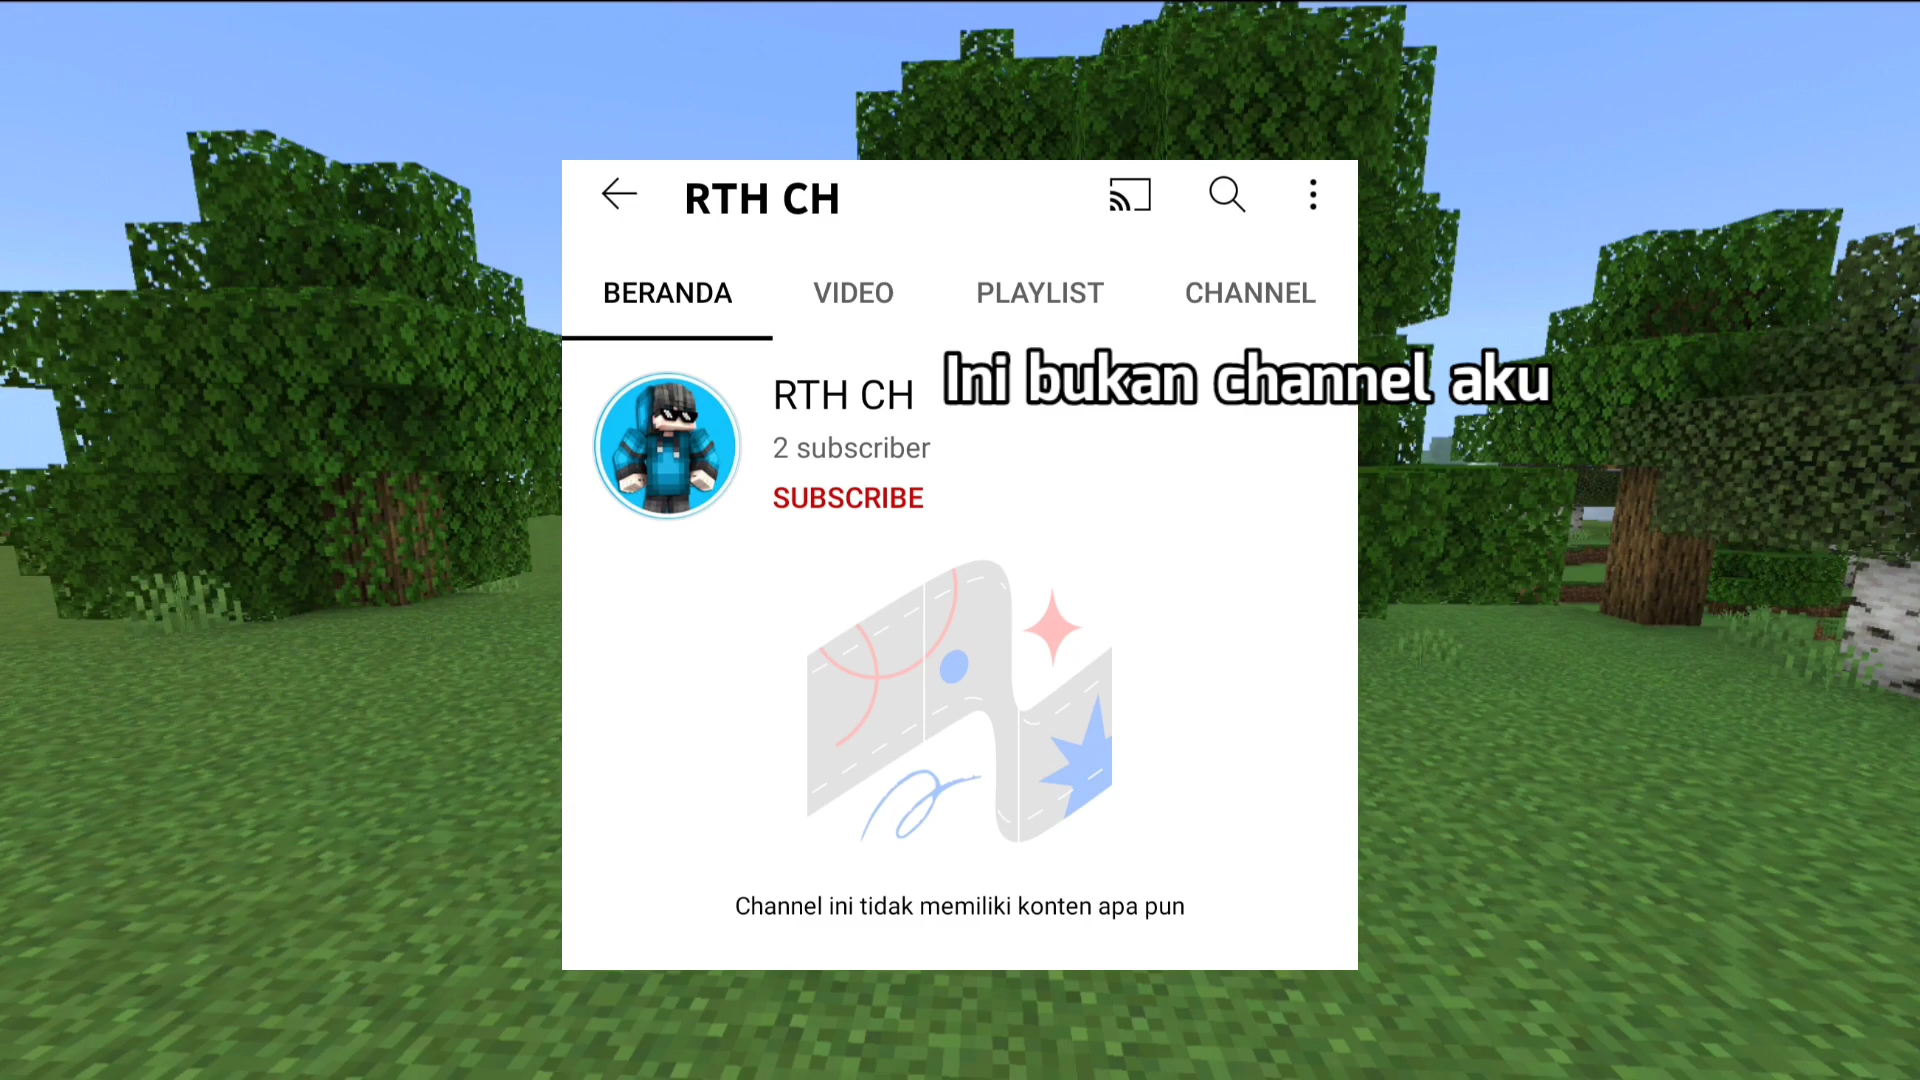 RTH CH
BERANDA VIDEO PLAYLIST CHANNEL
RTH CH
Ini bukan channel aku
2 subscriber
SUBSCRIBE
Channel ini tidak memiliki konten apa pun